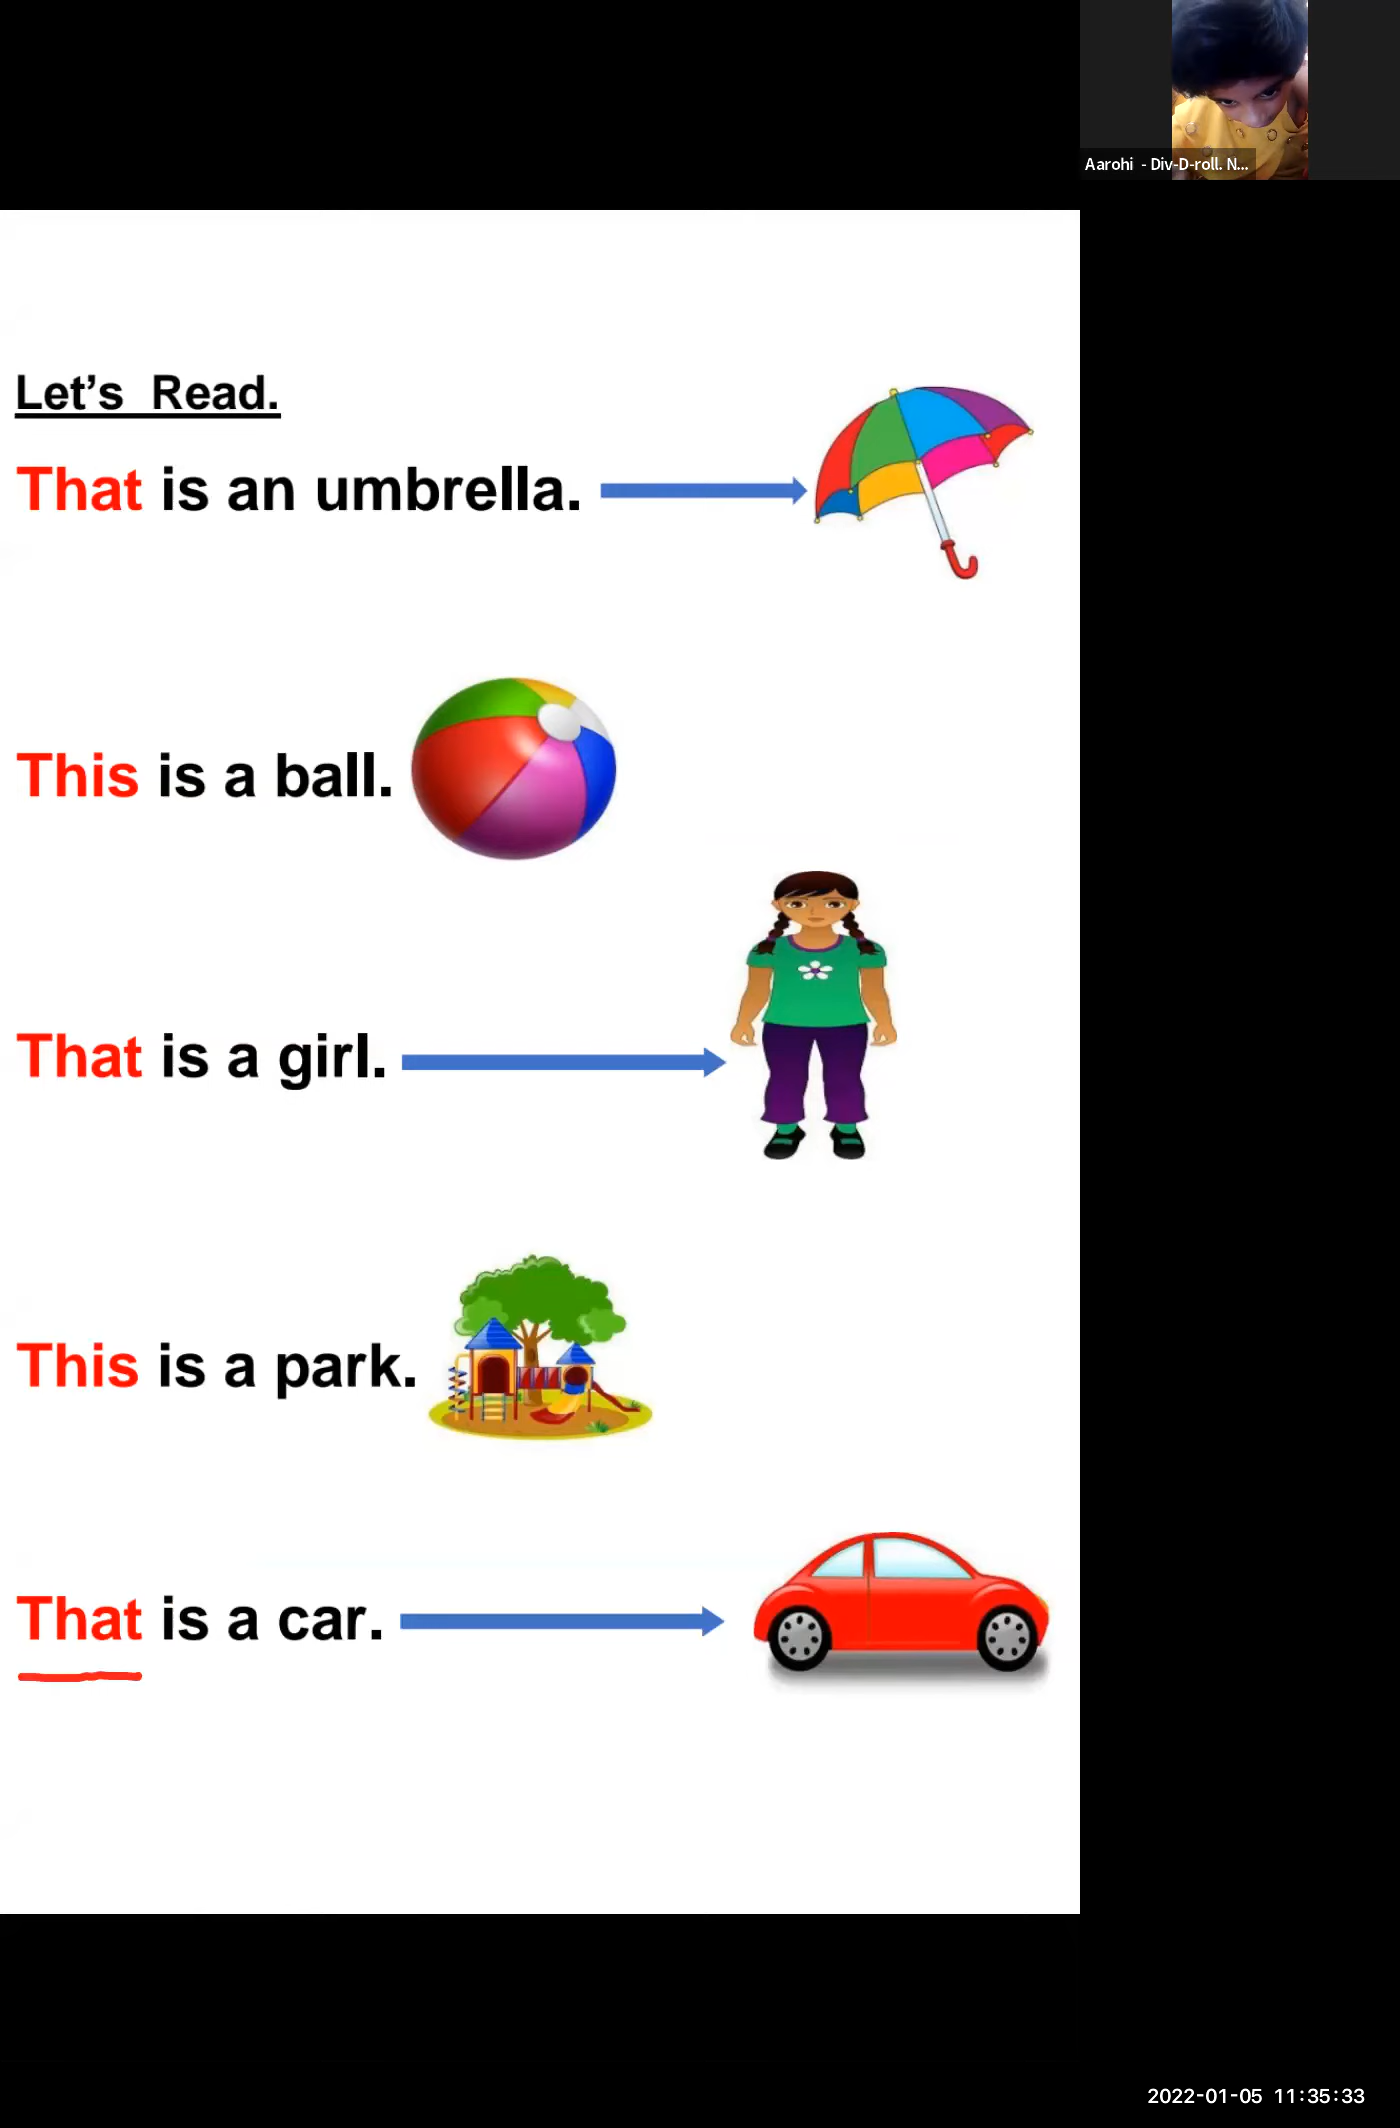 Aarohi - Div-D-roll. N...
Let's Read.
That is an umbrella.
This is a ball.
That is a girl.
This is a park.
That is a car.
2022-01-05 11:35:33